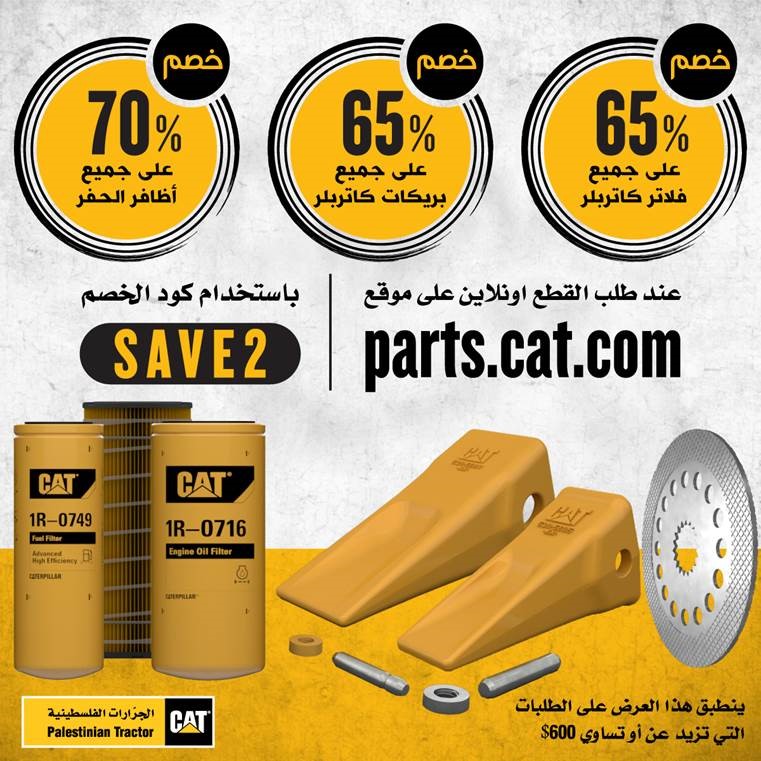 خصم
65%
على جميع
فلاتر كاتربلر
خصم
65%
على جميع
بريكات كاتربلر
خصم
70%
على جميع
أظافر الحفر
عند طلب القطع اونلاين على موقع
parts.cat.com
باستخدام كود الخصم
SAVE2
CAT
1R-0749
Fuel Filter
Advanced
High Efficiency
CATERPILLAR
CAT
1R-0716
Engine Oil Filter
CATERPILLAR
CAT
CAT
ينطبق هذا العرض على الطلبات
التي تزيد عن أو تساوي 600$
الجرّارات الفلسطينية
Palestinian Tractor
CAT